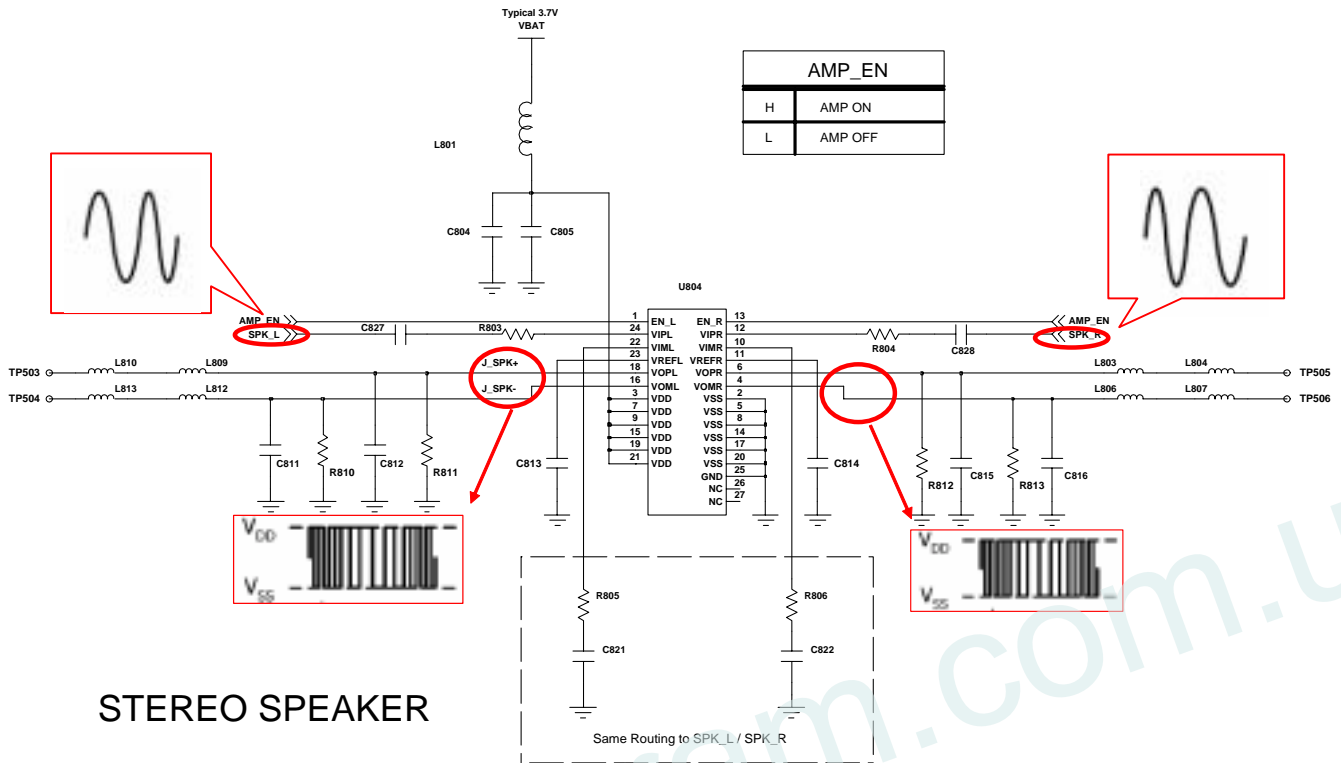 Typical 3.7V
VBAT
AMP_EN
H AMP ON
L AMP OFF
L801
C804 C805
U804
AMP_EN 1 EN_L EN_R 13 AMP_EN
SPK_L C827 R803 24 VIPL VIPR 12 R804 C828 SPK_R
22 VIML VIMR 10
23 VREFL VREFR 11
TP503 L810 L809 J_SPK+ 18 VOPL VOPR 6 L803 L804 TP505
TP504 L813 L812 J_SPK- 16 VOML VOMR 4 L806 L807 TP506
3 VDD VSS 2
7 VDD VSS 5
9 VDD VSS 8
15 VDD VSS 14
19 VDD VSS 17
21 VDD VSS 20
GND 25
NC 26
NC 27
C811 R810 C812 R811 C813 C814 R812 C815 R813 C816
VDD VDD
VSS VSS
R805 R806
C821 C822
STEREO SPEAKER
Same Routing to SPK_L / SPK_R